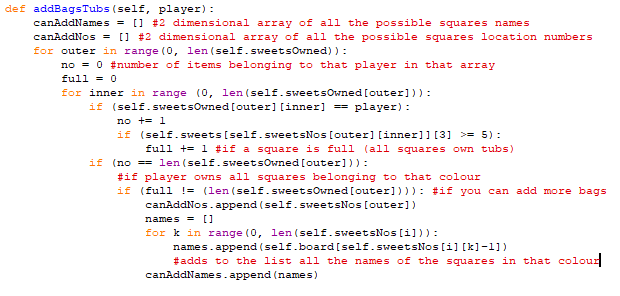 def addBagsTubs(self, player):
    canAddNames = [] #2 dimensional array of all the possible squares names
    canAddNos = [] #2 dimensional array of all the possible squares location numbers
    for outer in range(0, len(self.sweetsOwned)):
        no = 0 #number of items belonging to that player in that array
        full = 0
        for inner in range (0, len(self.sweetsOwned[outer])):
            if (self.sweetsOwned[outer][inner] == player):
                no += 1
                if (self.sweets[self.sweetsNos[outer][inner]][3] >= 5):
                    full += 1 #if a square is full (all squares own tubs)
            if (no == len(self.sweetsOwned[outer])):
                #if player owns all squares belonging to that colour
                if (full != (len(self.sweetsOwned[outer]))): #if you can add more bags
                    canAddNos.append(self.sweetsNos[outer])
                    names = []
                    for k in range(0, len(self.sweetsNos[i])):
                        names.append(self.board[self.sweetsNos[i][k]-1])
                        #adds to the list all the names of the squares in that colour
                    canAddNames.append(names)